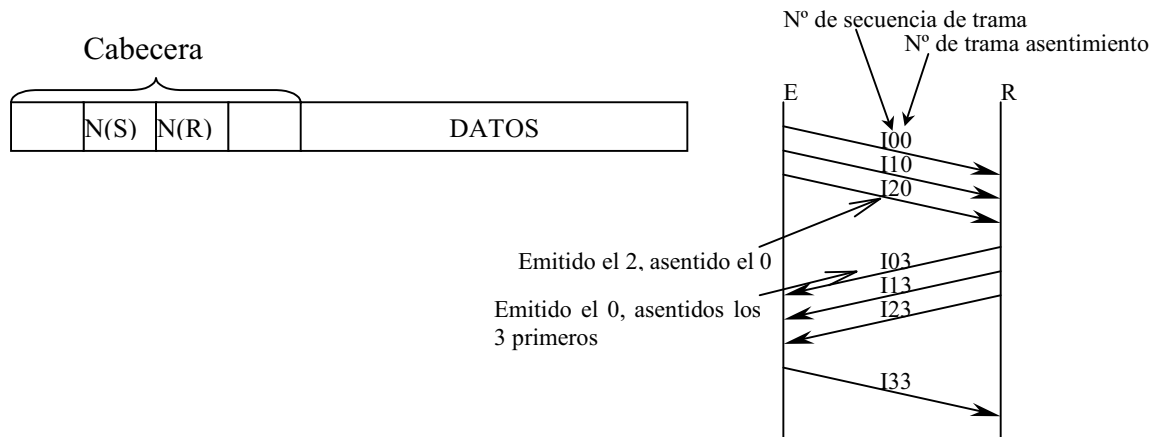 Nº de secuencia de trama
Nº de trama asentimiento
Cabecera
N(S) N(R) DATOS
E R
I00
I10
I20
Emitido el 2, asentido el 0
I03
I13
I23
Emitido el 0, asentidos los
3 primeros
I33